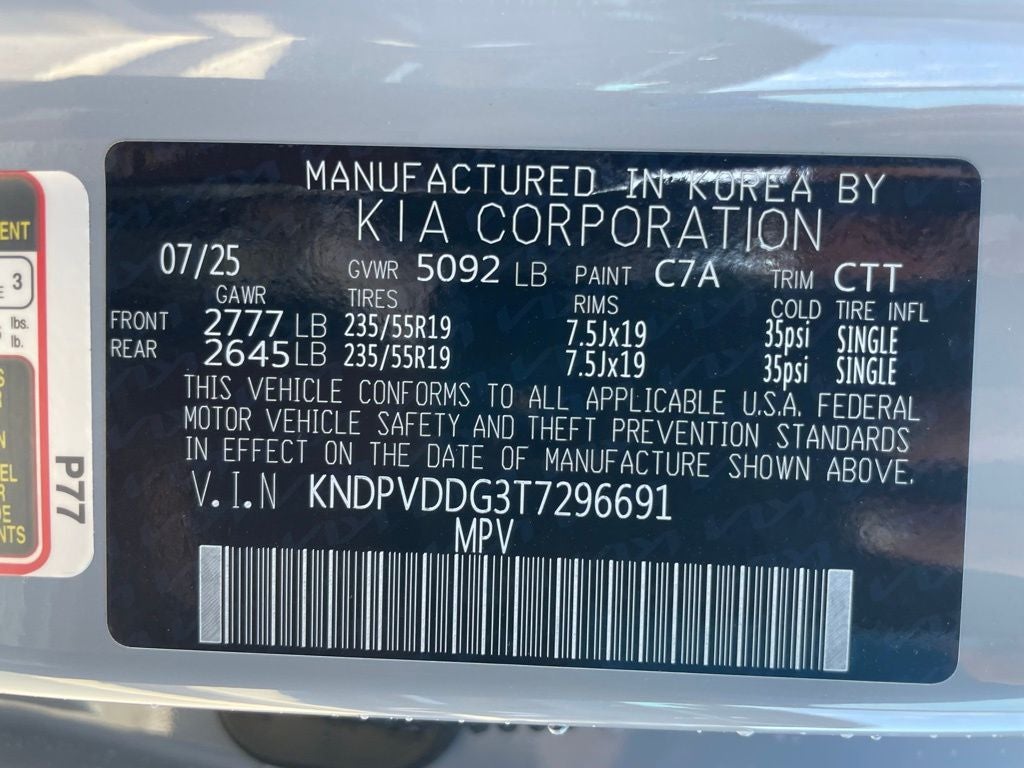 MANUFACTURED IN KOREA BY
KIA CORPORATION
07/25 GVWR 5092 LB PAINT C7A TRIM CTT
GAWR TIRES RIMS COLD TIRE INFL
FRONT 2777 LB 235/55R19 7.5Jx19 35psi SINGLE
REAR 2645 LB 235/55R19 7.5Jx19 35psi SINGLE
THIS VEHICLE CONFORMS TO ALL APPLICABLE U.S.A. FEDERAL
MOTOR VEHICLE SAFETY AND THEFT PREVENTION STANDARDS
IN EFFECT ON THE DATE OF MANUFACTURE SHOWN ABOVE.
V.I.N KNDPVDDG3T7296691
MPV
3
lbs.
lb.
P77